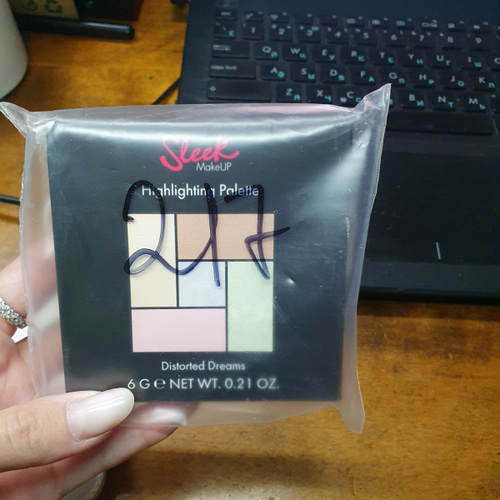 Sleek
MakeUP
Highlighting Palette
217
Distorted Dreams
6 G ℮ NET WT. 0.21 OZ.